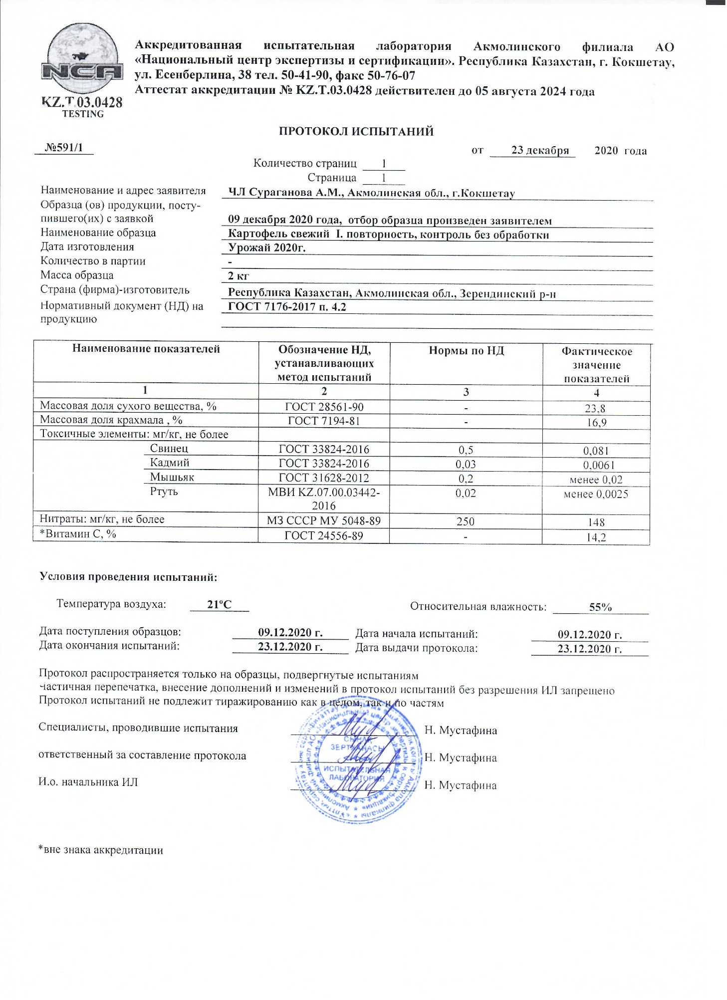 NCA
KZ.T.03.0428
TESTING
Аккредитованная испытательная лаборатория Акмолинского филиала АО
«Национальный центр экспертизы и сертификации». Республика Казахстан, г. Кокшетау,
ул. Есенберлина, 38 тел. 50-41-90, факс 50-76-07
Аттестат аккредитации № KZ.T.03.0428 действителен до 05 августа 2024 года
ПРОТОКОЛ ИСПЫТАНИЙ
№591/1 от 23 декабря 2020 года
Количество страниц 1
Страница 1
Наименование и адрес заявителя ЧЛ Сураганова А.М., Акмолинская обл., г.Кокшетау
Образца (ов) продукции, посту-
пившего(их) с заявкой 09 декабря 2020 года, отбор образца произведен заявителем
Наименование образца Картофель свежий I. повторность, контроль без обработки
Дата изготовления Урожай 2020г.
Количество в партии -
Масса образца 2 кг
Страна (фирма)-изготовитель Республика Казахстан, Акмолинская обл., Зерендинский р-н
Нормативный документ (НД) на ГОСТ 7176-2017 п. 4.2
продукцию
Наименование показателей Обозначение НД, Нормы по НД Фактическое
устанавливающих значение
метод испытаний показателей
1 2 3 4
Массовая доля сухого вещества, % ГОСТ 28561-90 - 23,8
Массовая доля крахмала , % ГОСТ 7194-81 - 16,9
Токсичные элементы: мг/кг, не более
Свинец ГОСТ 33824-2016 0,5 0,081
Кадмий ГОСТ 33824-2016 0,03 0,0061
Мышьяк ГОСТ 31628-2012 0,2 менее 0,02
Ртуть МВИ KZ.07.00.03442- 0,02 менее 0,0025
2016
Нитраты: мг/кг, не более МЗ СССР МУ 5048-89 250 148
*Витамин С, % ГОСТ 24556-89 - 14,2
Условия проведения испытаний:
Температура воздуха: 21ºС Относительная влажность: 55%
Дата поступления образцов: 09.12.2020 г. Дата начала испытаний: 09.12.2020 г.
Дата окончания испытаний: 23.12.2020 г. Дата выдачи протокола: 23.12.2020 г.
Протокол распространяется только на образцы, подвергнутые испытаниям
Частичная перепечатка, внесение дополнений и изменений в протокол испытаний без разрешения ИЛ запрещено
Протокол испытаний не подлежит тиражированию как в целом, так и по частям
Специалисты, проводившие испытания Н. Мустафина
ответственный за составление протокола Н. Мустафина
И.о. начальника ИЛ Н. Мустафина
СЫНАҚ
ЗЕРТХАНАСЫ
ИСПЫТАТЕЛЬНАЯ
ЛАБОРАТОРИЯ
*вне знака аккредитации